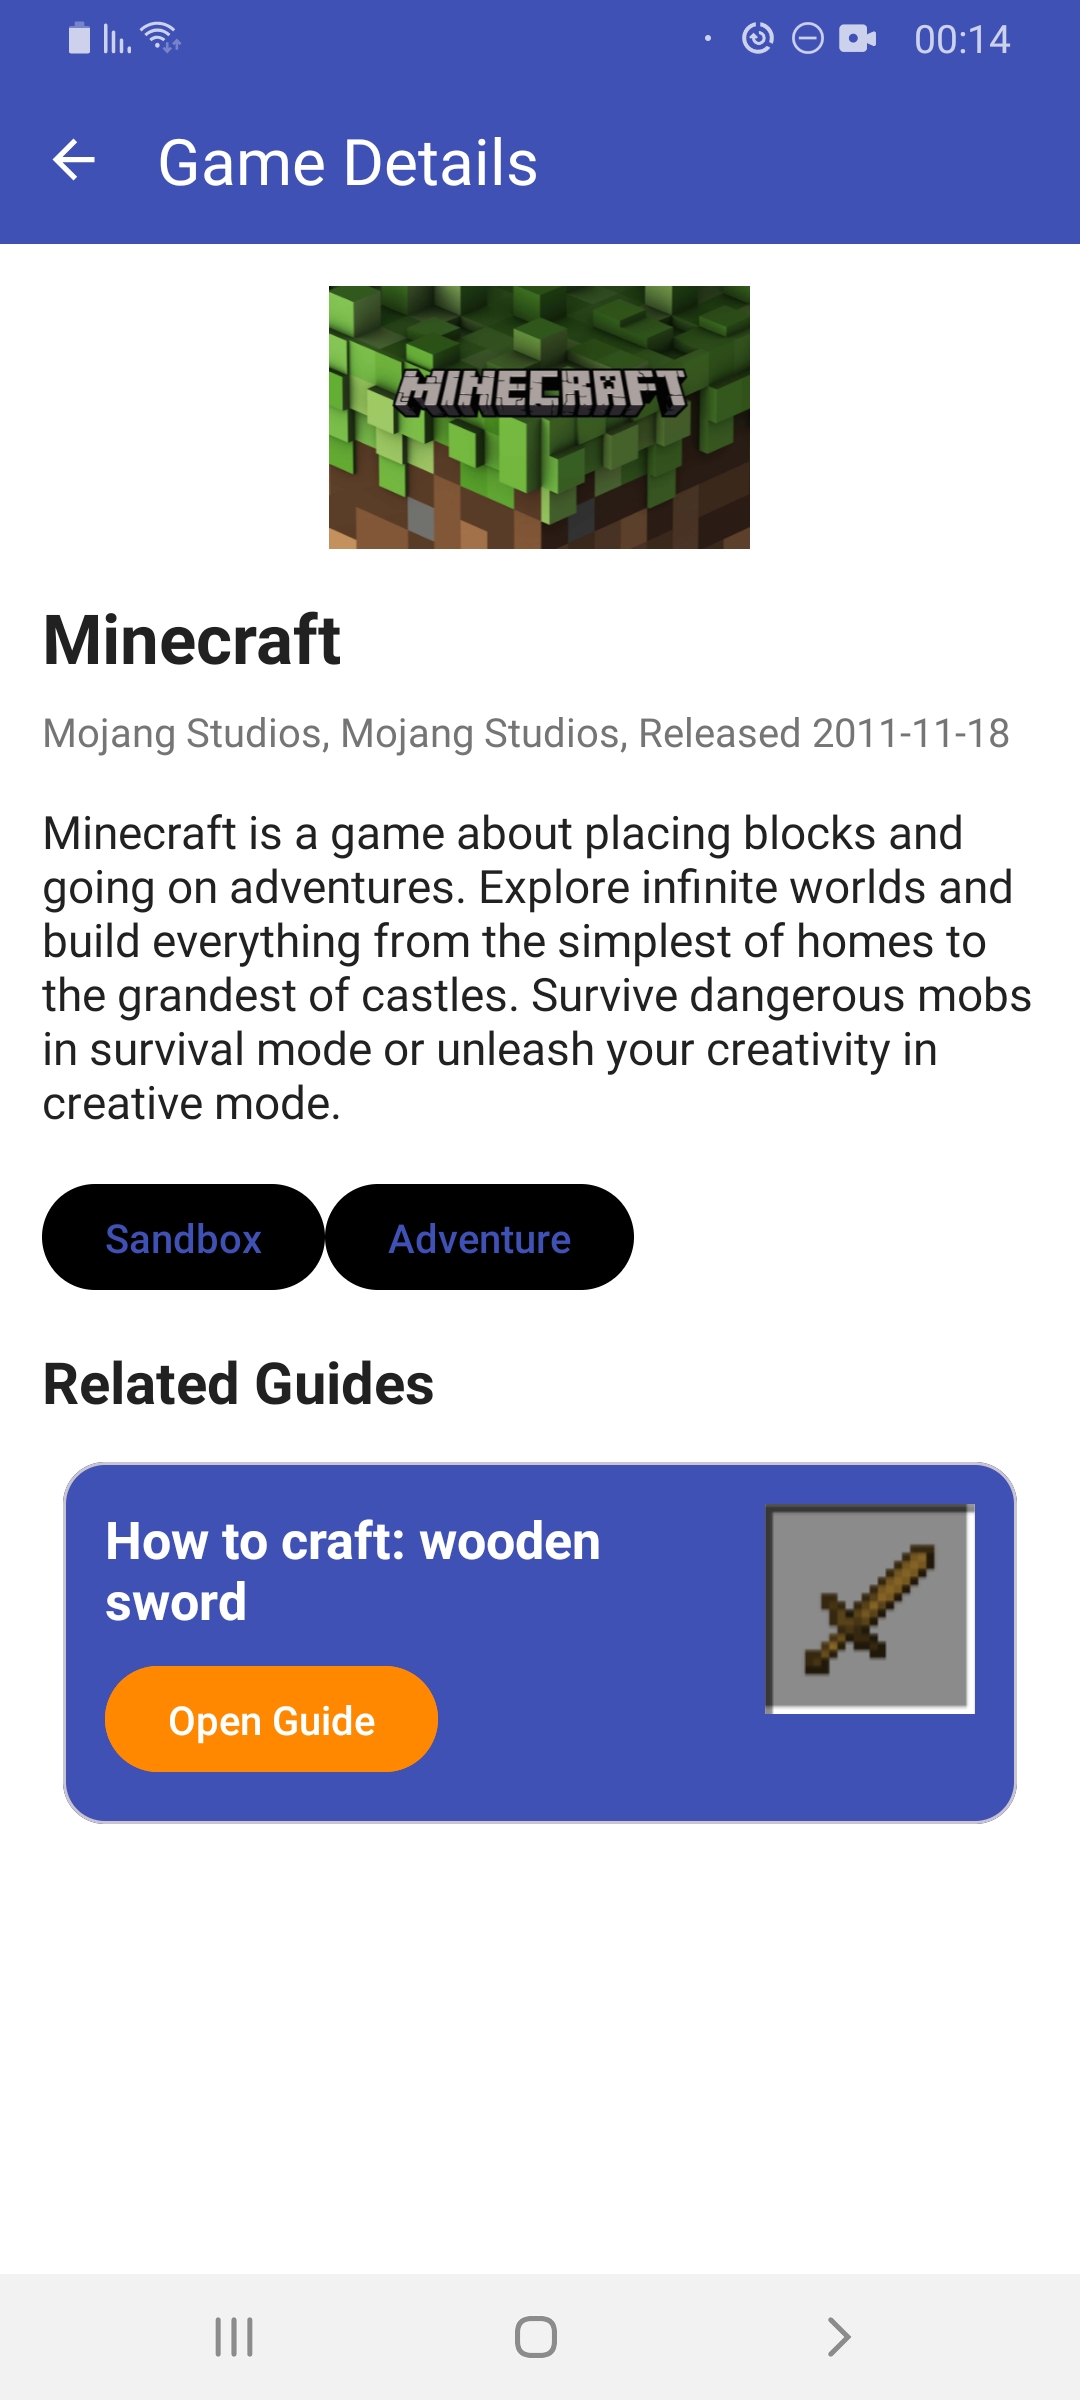 00:14
Game Details
MINECRAFT
Minecraft
Mojang Studios, Mojang Studios, Released 2011-11-18
Minecraft is a game about placing blocks and
going on adventures. Explore infinite worlds and
build everything from the simplest of homes to
the grandest of castles. Survive dangerous mobs
in survival mode or unleash your creativity in
creative mode.
Sandbox Adventure
Related Guides
How to craft: wooden
sword
Open Guide